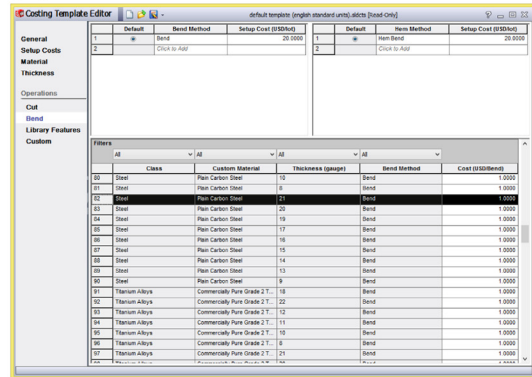 Costing Template Editor
default template (english standard units).sldcts [Read-Only]
General
Setup Costs
Material
Thickness
Operations
Cut
Bend
Library Features
Custom
Default Bend Method Setup Cost (USD/lot)
1 Bend 20.0000
2 Click to Add
Default Hem Method Setup Cost (USD/lot)
1 Hem Bend 20.0000
2 Click to Add
Filters
All All All All
Class Custom Material Thickness (gauge) Bend Method Cost (USD/Bend)
80 Steel Plain Carbon Steel 10 Bend 1.0000
81 Steel Plain Carbon Steel 8 Bend 1.0000
82 Steel Plain Carbon Steel 21 Bend 1.0000
83 Steel Plain Carbon Steel 20 Bend 1.0000
84 Steel Plain Carbon Steel 19 Bend 1.0000
85 Steel Plain Carbon Steel 17 Bend 1.0000
86 Steel Plain Carbon Steel 16 Bend 1.0000
87 Steel Plain Carbon Steel 15 Bend 1.0000
88 Steel Plain Carbon Steel 14 Bend 1.0000
89 Steel Plain Carbon Steel 13 Bend 1.0000
90 Steel Plain Carbon Steel 9 Bend 1.0000
91 Titanium Alloys Commercially Pure Grade 2 T... 18 Bend 1.0000
92 Titanium Alloys Commercially Pure Grade 2 T... 22 Bend 1.0000
93 Titanium Alloys Commercially Pure Grade 2 T... 12 Bend 1.0000
94 Titanium Alloys Commercially Pure Grade 2 T... 11 Bend 1.0000
95 Titanium Alloys Commercially Pure Grade 2 T... 10 Bend 1.0000
96 Titanium Alloys Commercially Pure Grade 2 T... 8 Bend 1.0000
97 Titanium Alloys Commercially Pure Grade 2 T... 21 Bend 1.0000